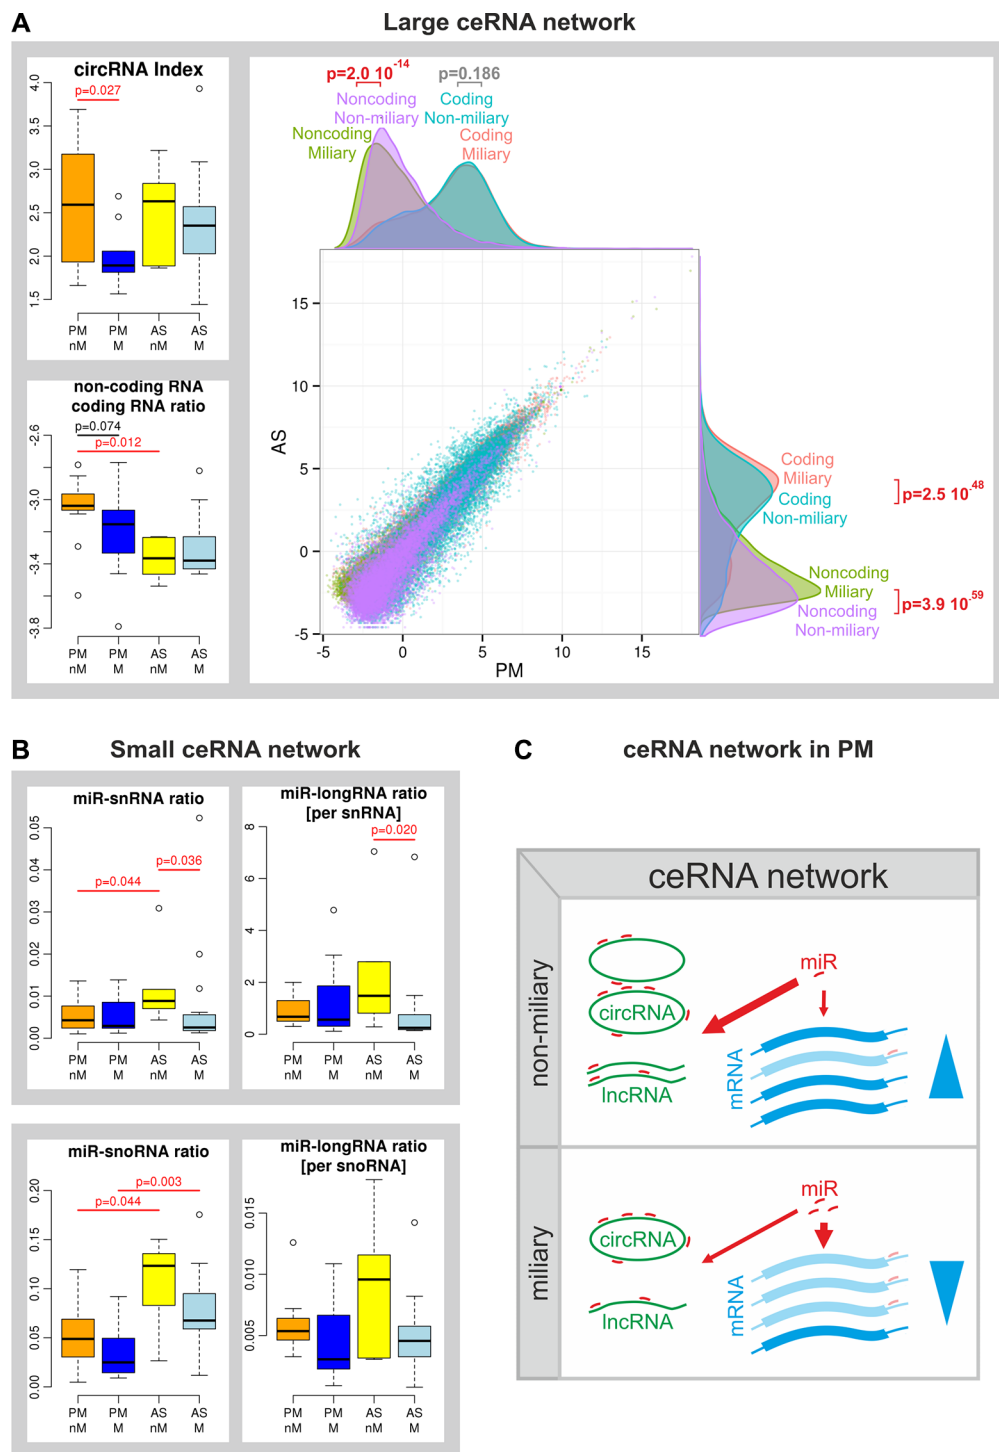 A
Large ceRNA network
circRNA Index
p=0.027
4.0
3.5
3.0
2.5
2.0
1.5
PM PM AS AS
nM M nM M
non-coding RNA
coding RNA ratio
p=0.074
p=0.012
-2.6
-3.0
-3.4
-3.8
PM PM AS AS
nM M nM M
p=2.0 10-14
p=0.186
Noncoding
Non-miliary
Coding
Non-miliary
Noncoding
Miliary
Coding
Miliary
15
10
5
0
-5
AS
-5 0 5 10 15
PM
Coding
Miliary
Coding
Non-miliary
p=2.5 10-48
Noncoding
Miliary
Noncoding
Non-miliary
p=3.9 10-59
B
Small ceRNA network
miR-snRNA ratio
p=0.036
p=0.044
0.05
0.04
0.03
0.02
0.01
0.00
PM PM AS AS
nM M nM M
miR-longRNA ratio
[per snRNA]
p=0.020
8
6
4
2
0
PM PM AS AS
nM M nM M
miR-snoRNA ratio
p=0.003
p=0.044
0.20
0.15
0.10
0.05
0.00
PM PM AS AS
nM M nM M
miR-longRNA ratio
[per snoRNA]
0.015
0.010
0.005
PM PM AS AS
nM M nM M
C
ceRNA network in PM
ceRNA network
non-miliary
miR
circRNA
lncRNA
mRNA
miliary
miR
circRNA
lncRNA
mRNA